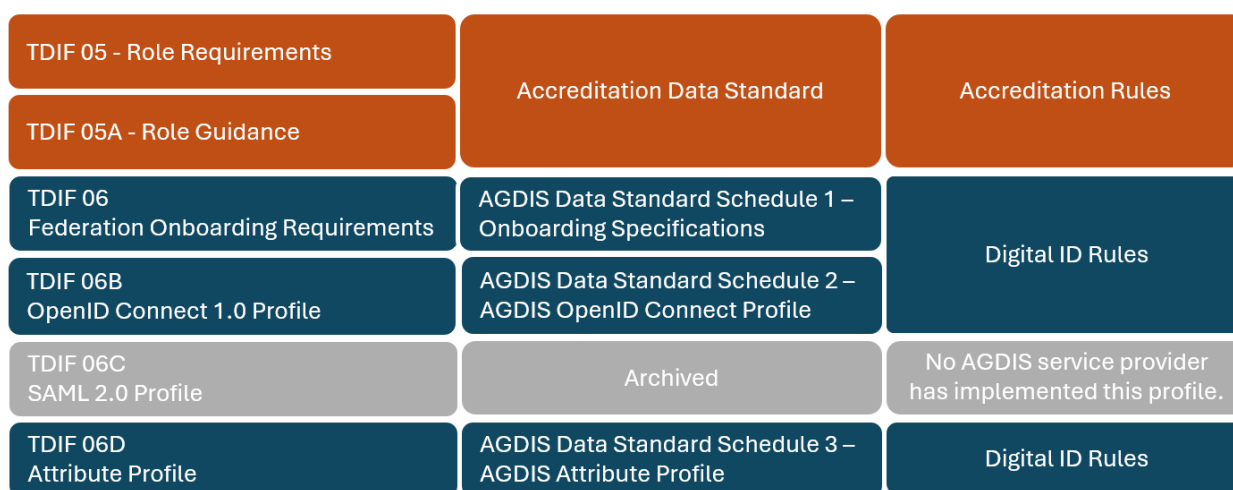 TDIF 05 - Role Requirements
TDIF 05A - Role Guidance
Accreditation Data Standard
Accreditation Rules
TDIF 06
Federation Onboarding Requirements
AGDIS Data Standard Schedule 1 –
Onboarding Specifications
Digital ID Rules
TDIF 06B
OpenID Connect 1.0 Profile
AGDIS Data Standard Schedule 2 –
AGDIS OpenID Connect Profile
TDIF 06C
SAML 2.0 Profile
Archived
No AGDIS service provider
has implemented this profile.
TDIF 06D
Attribute Profile
AGDIS Data Standard Schedule 3 –
AGDIS Attribute Profile
Digital ID Rules